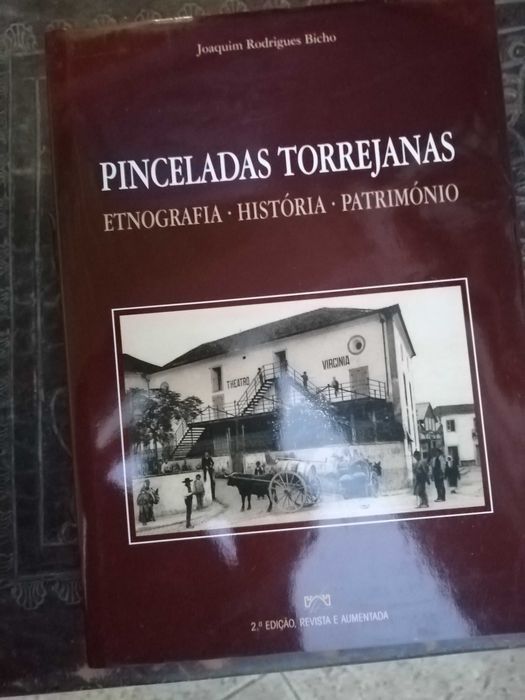 Joaquim Rodrigues Bicho
PINCELADAS TORREJANAS
ETNOGRAFIA · HISTÓRIA · PATRIMÓNIO
THEATRO VIRGINIA
2.ª EDIÇÃO, REVISTA E AUMENTADA